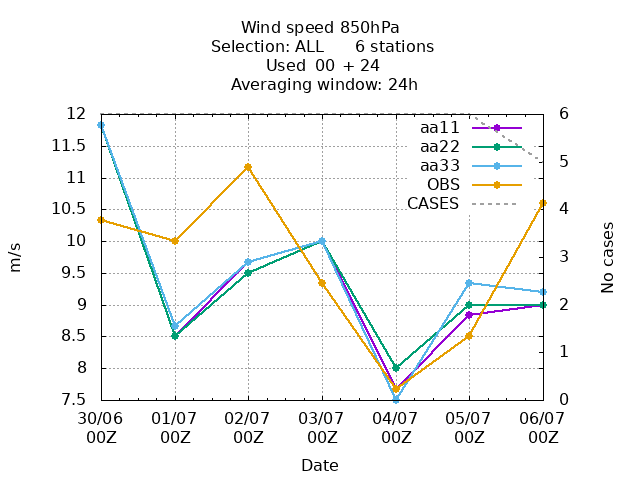 Wind speed 850hPa
Selection: ALL 6 stations
Used 00 + 24
Averaging window: 24h
12
11.5
11
10.5
10
9.5
9
8.5
8
7.5
6
5
4
3
2
1
0
aa11
aa22
aa33
OBS
CASES
m/s
No cases
30/06 01/07 02/07 03/07 04/07 05/07 06/07
00Z 00Z 00Z 00Z 00Z 00Z 00Z
Date